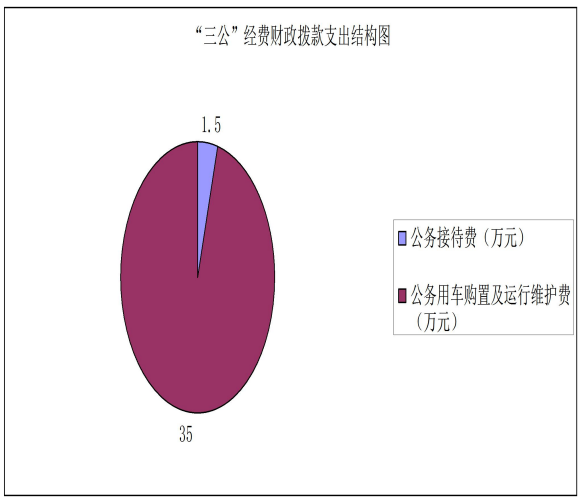 “三公”经费财政拨款支出结构图
1.5
公务接待费（万元）
公务用车购置及运行维护费
（万元）
35